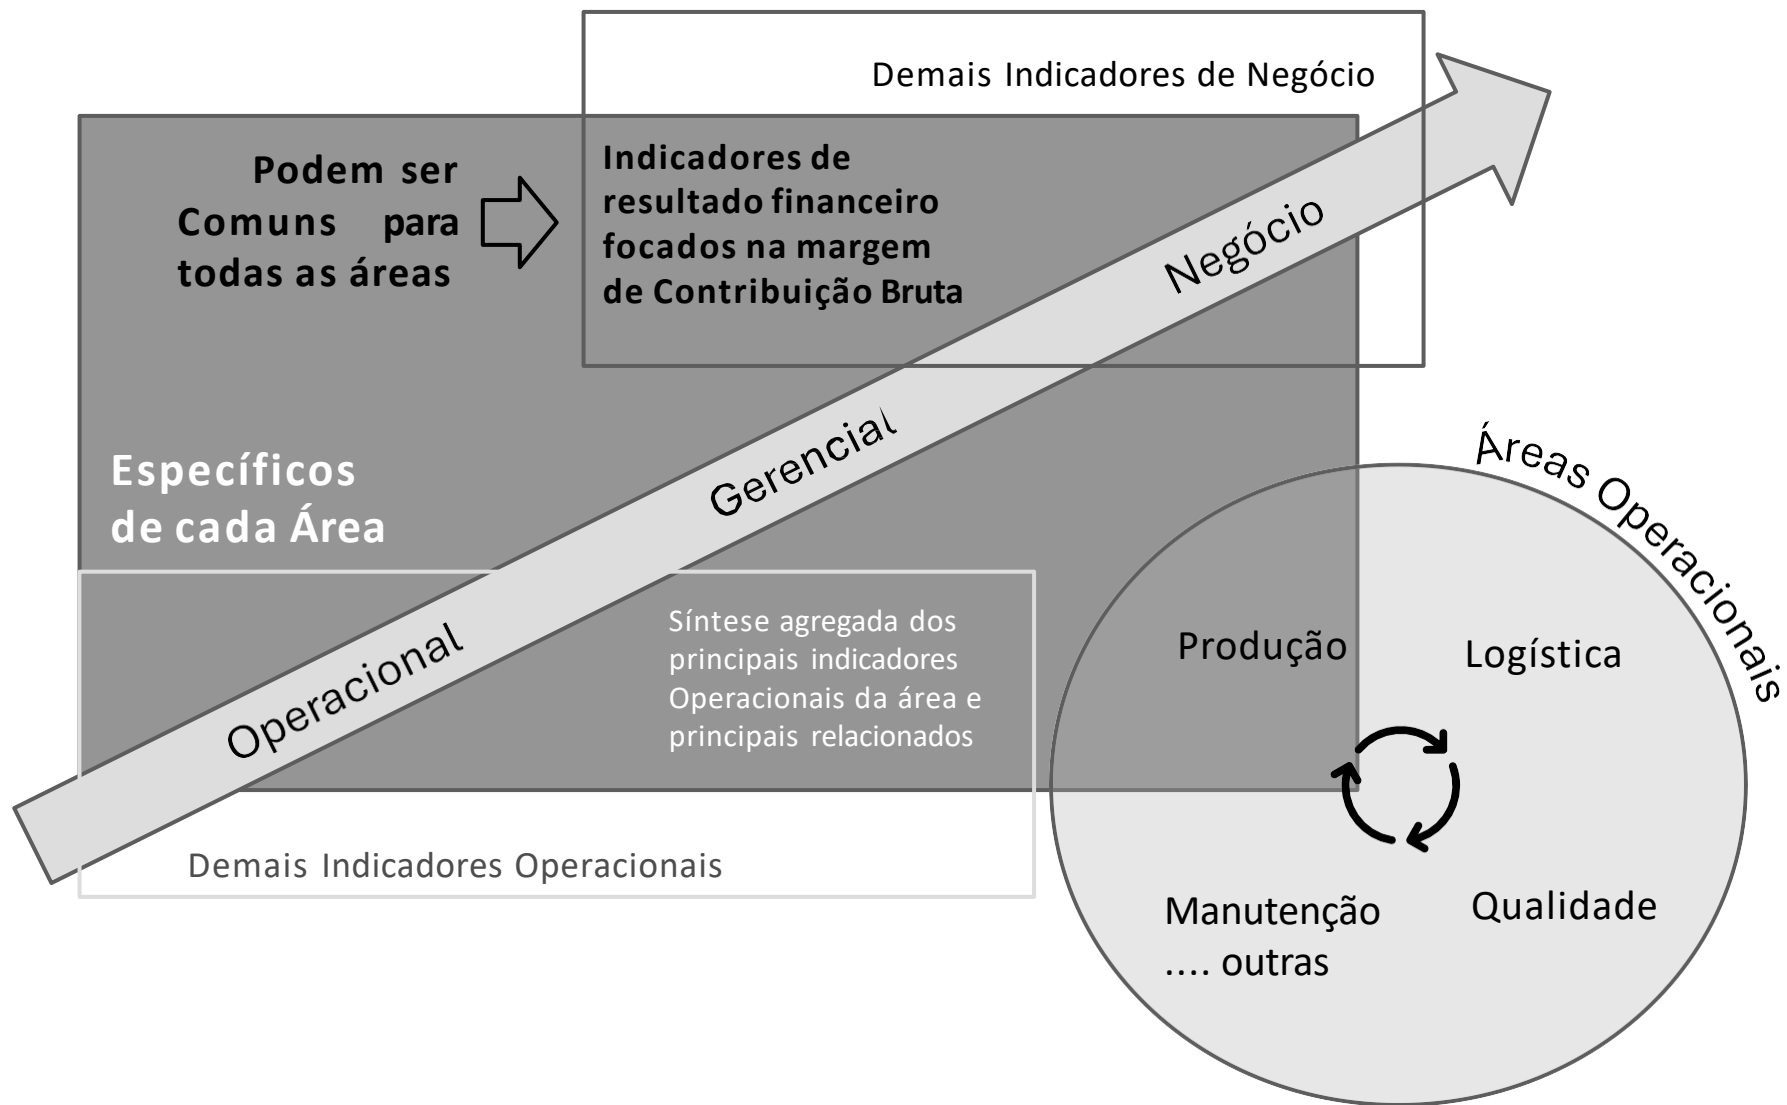 Demais Indicadores de Negócio
Podem ser
Comuns para
todas as áreas
Indicadores de
resultado financeiro
focados na margem
de Contribuição Bruta
Negócio
Gerencial
Operacional
Específicos
de cada Área
Síntese agregada dos
principais indicadores
Operacionais da área e
principais relacionados
Demais Indicadores Operacionais
Áreas Operacionais
Produção
Logística
Manutenção
.... outras
Qualidade